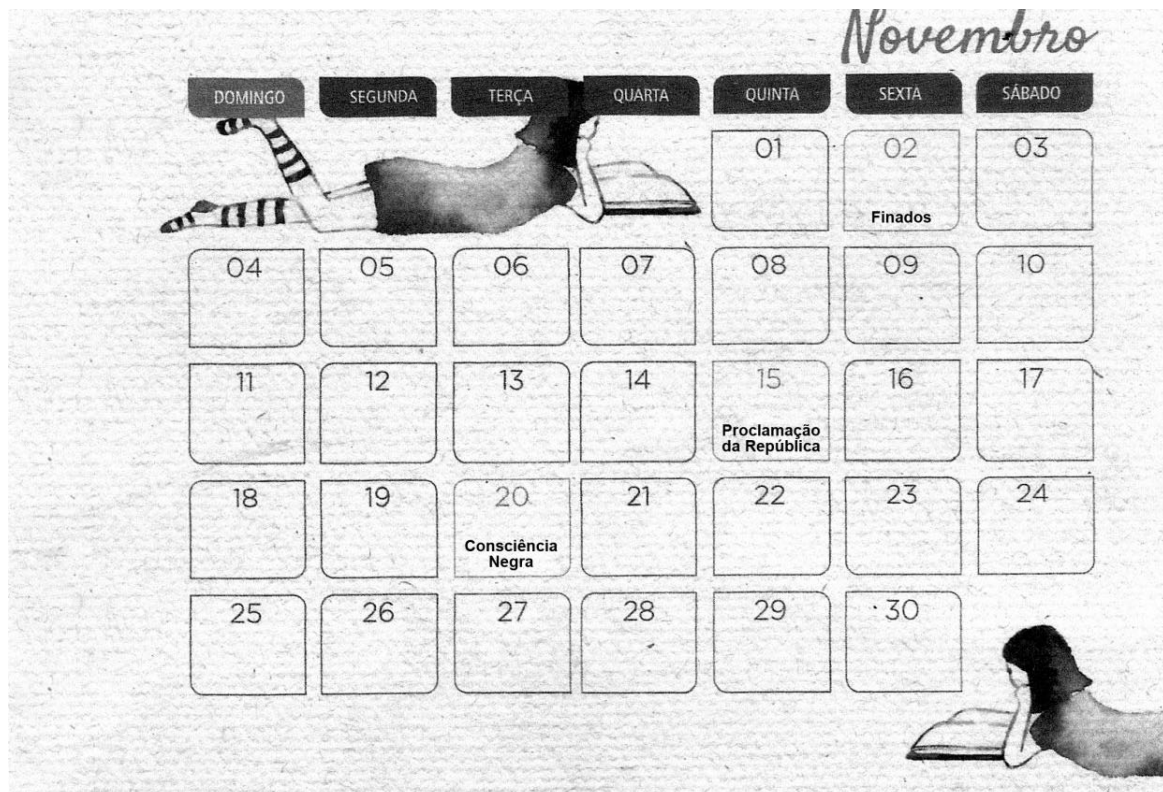 Novembro
DOMINGO SEGUNDA TERÇA QUARTA QUINTA SEXTA SÁBADO
01 02 03
Finados
04 05 06 07 08 09 10
11 12 13 14 15 16 17
Proclamação
da República
18 19 20 21 22 23 24
Consciência
Negra
25 26 27 28 29 30